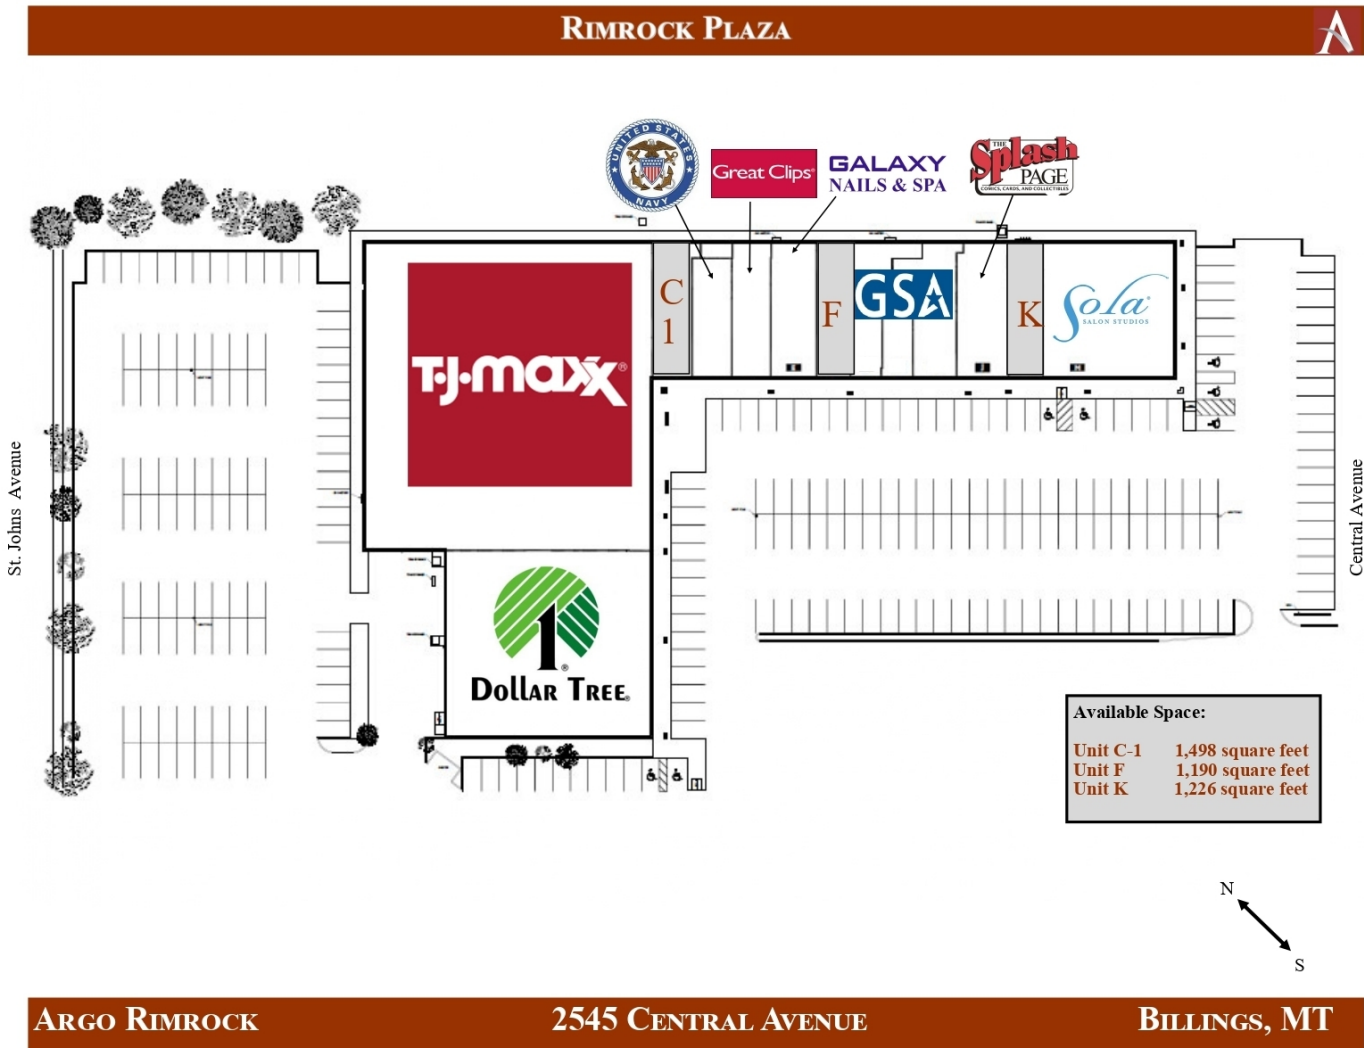 RIMROCK PLAZA
A
UNITED STATES
NAVY
Great Clips®
GALAXY
NAILS & SPA
THE
Splash
PAGE
COMICS, CARDS, AND COLLECTIBLES
C
1
F
GSA
K
Sola®
SALON STUDIOS
T·J·maxx®
St. Johns Avenue
Central Avenue
1®
DOLLAR TREE®
Available Space:
Unit C-1 1,498 square feet
Unit F 1,190 square feet
Unit K 1,226 square feet
N
S
ARGO RIMROCK
2545 CENTRAL AVENUE
BILLINGS, MT